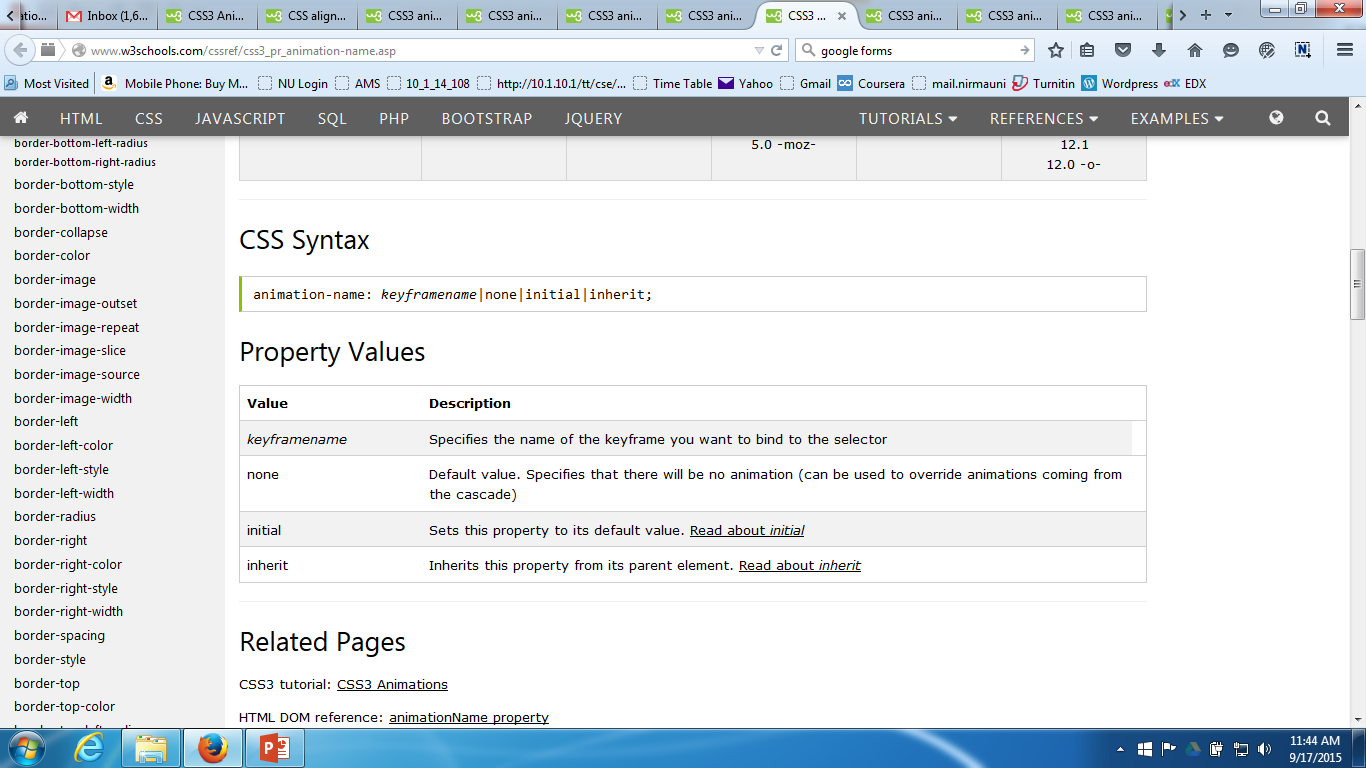 Inbox (1,6...
CSS3 Ani...
CSS align...
CSS3 ani...
CSS3 ani...
CSS3 ani...
CSS3 ani...
CSS3 ...
CSS3 ani...
CSS3 ani...
CSS3 ani...
www.w3schools.com/cssref/css3_pr_animation-name.asp
google forms
Most Visited
Mobile Phone: Buy M...
NU Login
AMS
10_1_14_108
http://10.1.10.1/tt/cse/...
Time Table
Yahoo
Gmail
Coursera
mail.nirmauni
Turnitin
Wordpress
EDX
HTML CSS JAVASCRIPT SQL PHP BOOTSTRAP JQUERY TUTORIALS REFERENCES EXAMPLES
border-bottom-left-radius
border-bottom-right-radius
border-bottom-style
border-bottom-width
border-collapse
border-color
border-image
border-image-outset
border-image-repeat
border-image-slice
border-image-source
border-image-width
border-left
border-left-color
border-left-style
border-left-width
border-radius
border-right
border-right-color
border-right-style
border-right-width
border-spacing
border-style
border-top
border-top-color
5.0 -moz-
12.1
12.0 -o-
CSS Syntax
animation-name: keyframename|none|initial|inherit;
Property Values
Value Description
keyframename Specifies the name of the keyframe you want to bind to the selector
none Default value. Specifies that there will be no animation (can be used to override animations coming from
the cascade)
initial Sets this property to its default value. Read about initial
inherit Inherits this property from its parent element. Read about inherit
Related Pages
CSS3 tutorial: CSS3 Animations
HTML DOM reference: animationName property
11:44 AM
9/17/2015